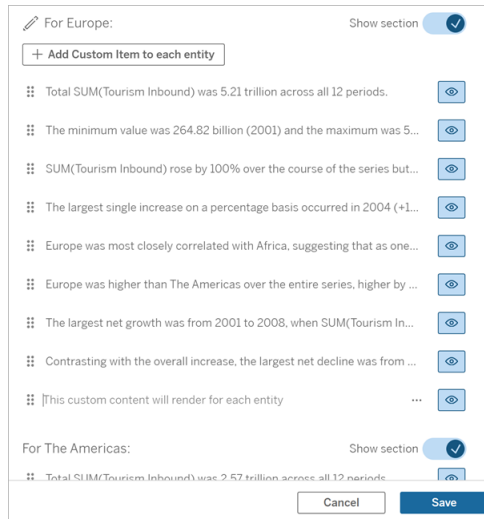 For Europe:
Show section
+ Add Custom Item to each entity
Total SUM(Tourism Inbound) was 5.21 trillion across all 12 periods.
The minimum value was 264.82 billion (2001) and the maximum was 5...
SUM(Tourism Inbound) rose by 100% over the course of the series but...
The largest single increase on a percentage basis occurred in 2004 (+1...
Europe was most closely correlated with Africa, suggesting that as one...
Europe was higher than The Americas over the entire series, higher by ...
The largest net growth was from 2001 to 2008, when SUM(Tourism In...
Contrasting with the overall increase, the largest net decline was from ...
This custom content will render for each entity
...
For The Americas:
Show section
Total SUM(Tourism Inbound) was 2.57 trillion across all 12 periods
Cancel
Save